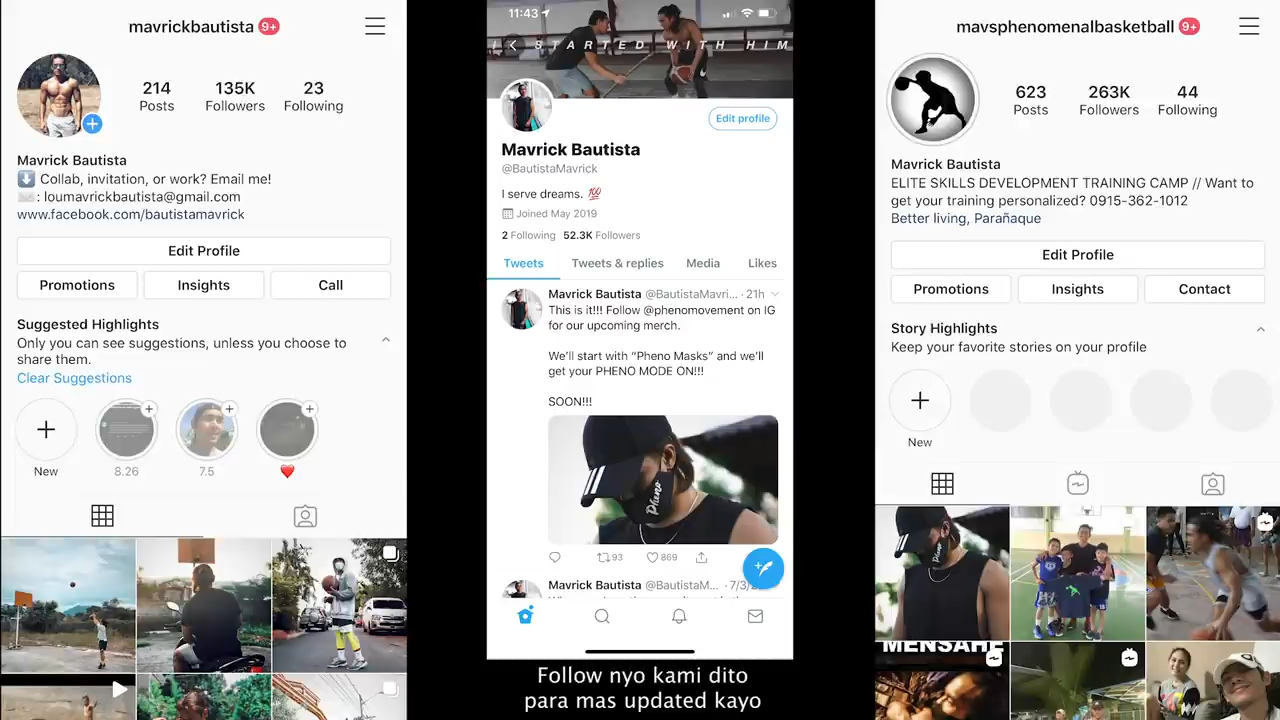 mavrickbautista 9+
214 135K 23
Posts Followers Following
Mavrick Bautista
Collab, invitation, or work? Email me!
: loumavrickbautista@gmail.com
www.facebook.com/bautistamavrick
Edit Profile
Promotions Insights Call
Suggested Highlights
Only you can see suggestions, unless you choose to
share them.
Clear Suggestions
New 8.26 7.5
11:43
STARTED WITH HIM
Edit profile
Mavrick Bautista
@BautistaMavrick
I serve dreams. 💯
Joined May 2019
2 Following 52.3K Followers
Tweets Tweets & replies Media Likes
Mavrick Bautista @BautistaMavri... · 21h
This is it!!! Follow @phenomovement on IG
for our upcoming merch.
We'll start with “Pheno Masks” and we'll
get your PHENO MODE ON!!!
SOON!!!
Pheno
93 869
Mavrick Bautista @BautistaM... · 7/3/2
Follow nyo kami dito
para mas updated kayo
mavsphenomenalbasketball 9+
623 263K 44
Posts Followers Following
Mavrick Bautista
ELITE SKILLS DEVELOPMENT TRAINING CAMP // Want to
get your training personalized? 0915-362-1012
Better living, Parañaque
Edit Profile
Promotions Insights Contact
Story Highlights
Keep your favorite stories on your profile
New
MENSAHE